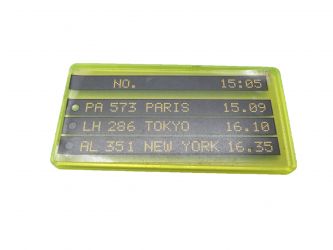 NO. 15:05
PA 573 PARIS 15.09
LH 286 TOKYO 16.10
AL 351 NEW YORK 16.35